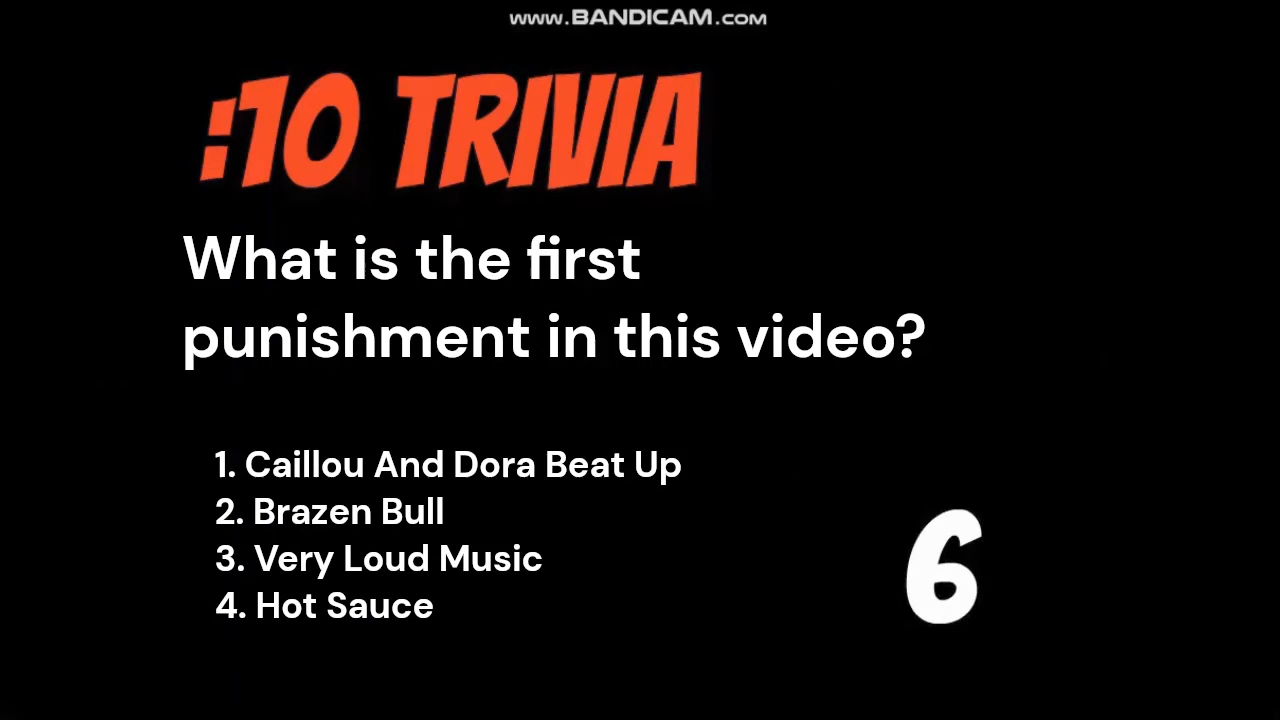 www.BANDICAM.com
:10 TRIVIA
What is the first
punishment in this video?
1. Caillou And Dora Beat Up
2. Brazen Bull
3. Very Loud Music
4. Hot Sauce
6